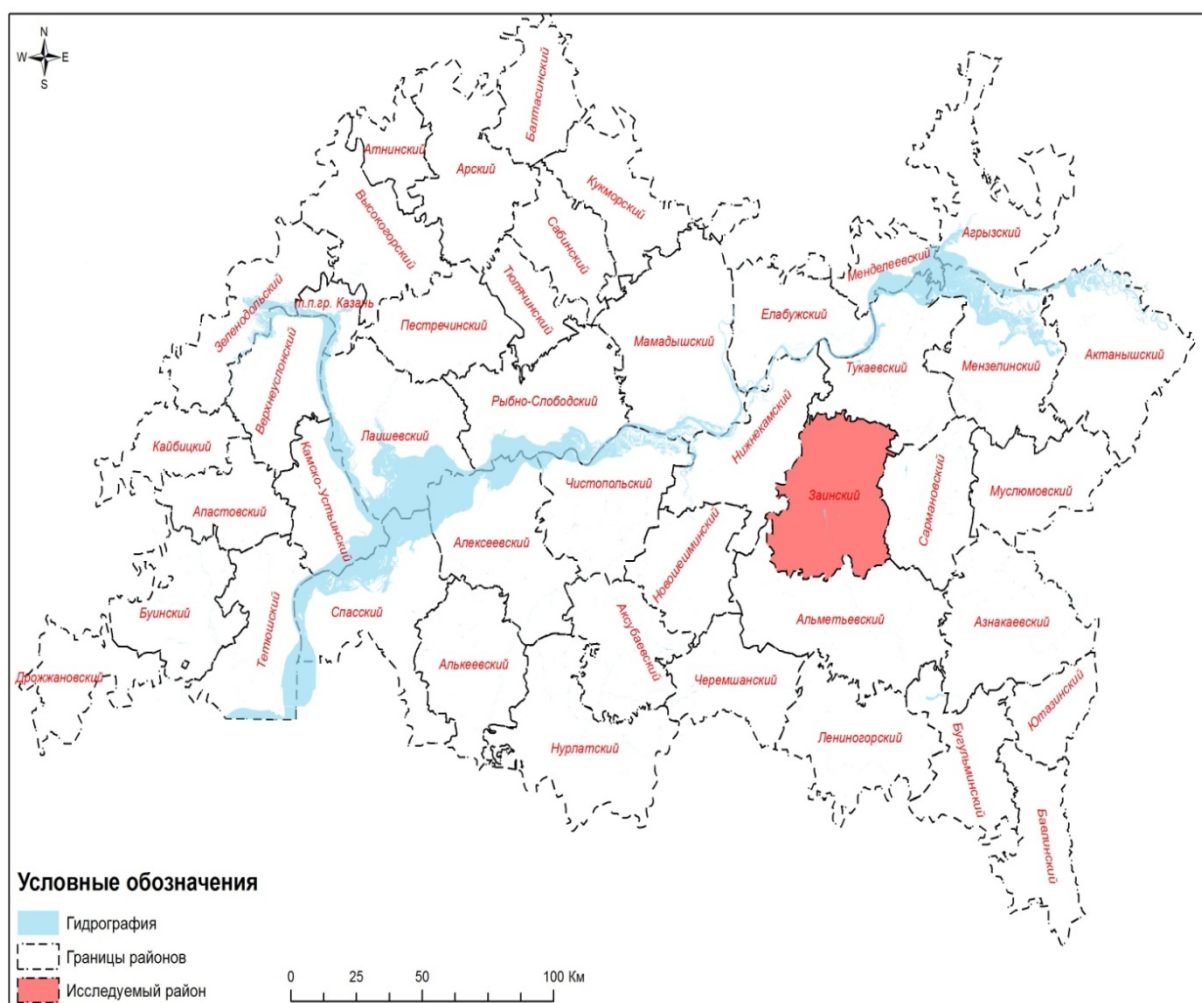 N
W E
S
Балтасинский
Атнинский
Арский
Кукморский
Высокогорский
Сабинский
Агрызский
Менделеевский
Тюлячинский
Зеленодольский
т.п.гр. Казань
Пестречинский
Елабужский
Мамадышский
Верхнеуслонский
Тукаевский
Мензелинский
Актанышский
Рыбно-Слободский
Кайбицкий
Лаишевский
Нижнекамский
Камско-Устьинский
Чистопольский
Заинский
Сармановский
Муслюмовский
Апастовский
Алексеевский
Новошешминский
Буинский
Тетюшский
Спасский
Аксубаевский
Альметьевский
Азнакаевский
Дрожжановский
Алькеевский
Черемшанский
Ютазинский
Нурлатский
Лениногорский
Бугульминский
Бавлинский
Условные обозначения
Гидрография
Границы районов
Исследуемый район
0 25 50 100 Км